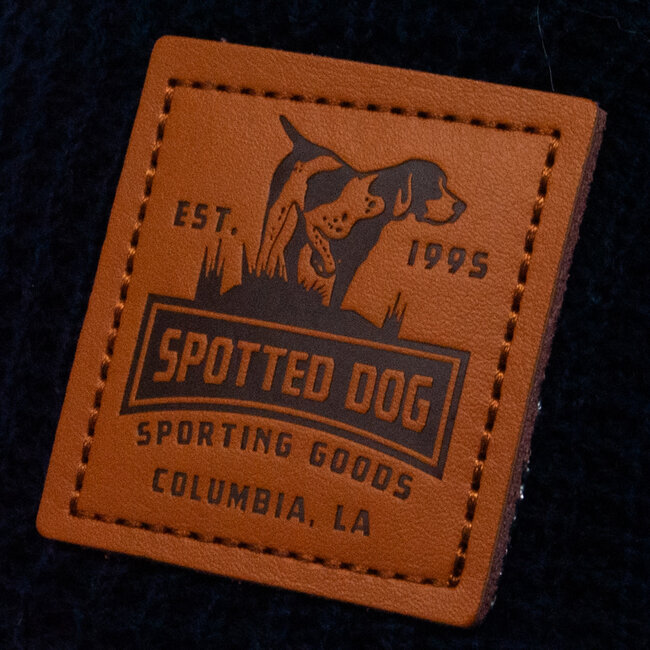 EST. 1995
SPOTTED DOG
SPORTING GOODS
COLUMBIA, LA